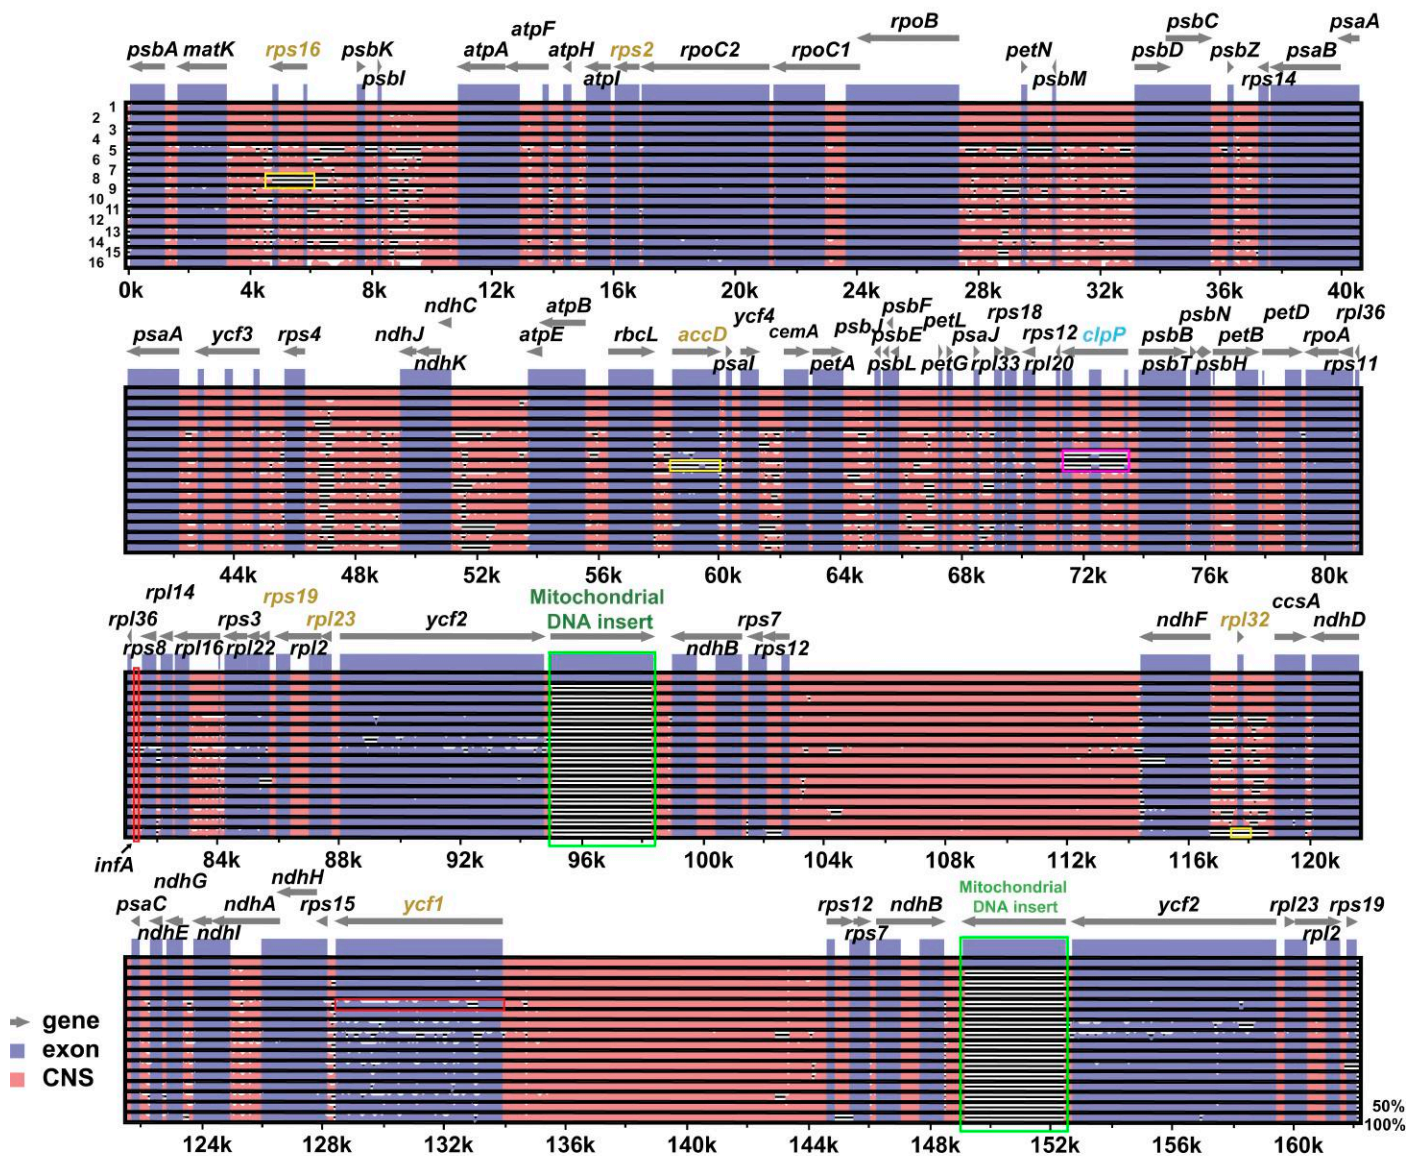 rpoB psbC psaA
atpF
psbA matK rps16 psbK atpA atpH rps2 rpoC2 rpoC1 petN psbD psbZ psaB
psbI atpI psbM rps14
1
2
3
4
5
6
7
8
9
10
11
12
13
14
15
16
0k 4k 8k 12k 16k 20k 24k 28k 32k 36k 40k
ndhC atpB psbF psbN petD rpl36
ycf4 rps18
psaA ycf3 rps4 ndhJ atpE rbcL accD cemA psbJ psbE petL psaJ rps12 clpP psbB petB rpoA
ndhK psaI petA psbL petG rpl33 rpl20 psbT psbH rps11
44k 48k 52k 56k 60k 64k 68k 72k 76k 80k
rpl14 rps19 Mitochondrial ccsA
rpl36 rps3 rpl23 ycf2 DNA insert rps7 ndhF rpl32 ndhD
rps8 rpl16 rpl22 rpl2 ndhB rps12
84k 88k 92k 96k 100k 104k 108k 112k 116k 120k
infA
ndhG ndhH Mitochondrial
psaC ndhA rps15 ycf1 rps12 ndhB DNA insert ycf2 rpl23 rps19
ndhE ndhI rps7 rpl2
gene
exon
CNS
50%
100%
124k 128k 132k 136k 140k 144k 148k 152k 156k 160k